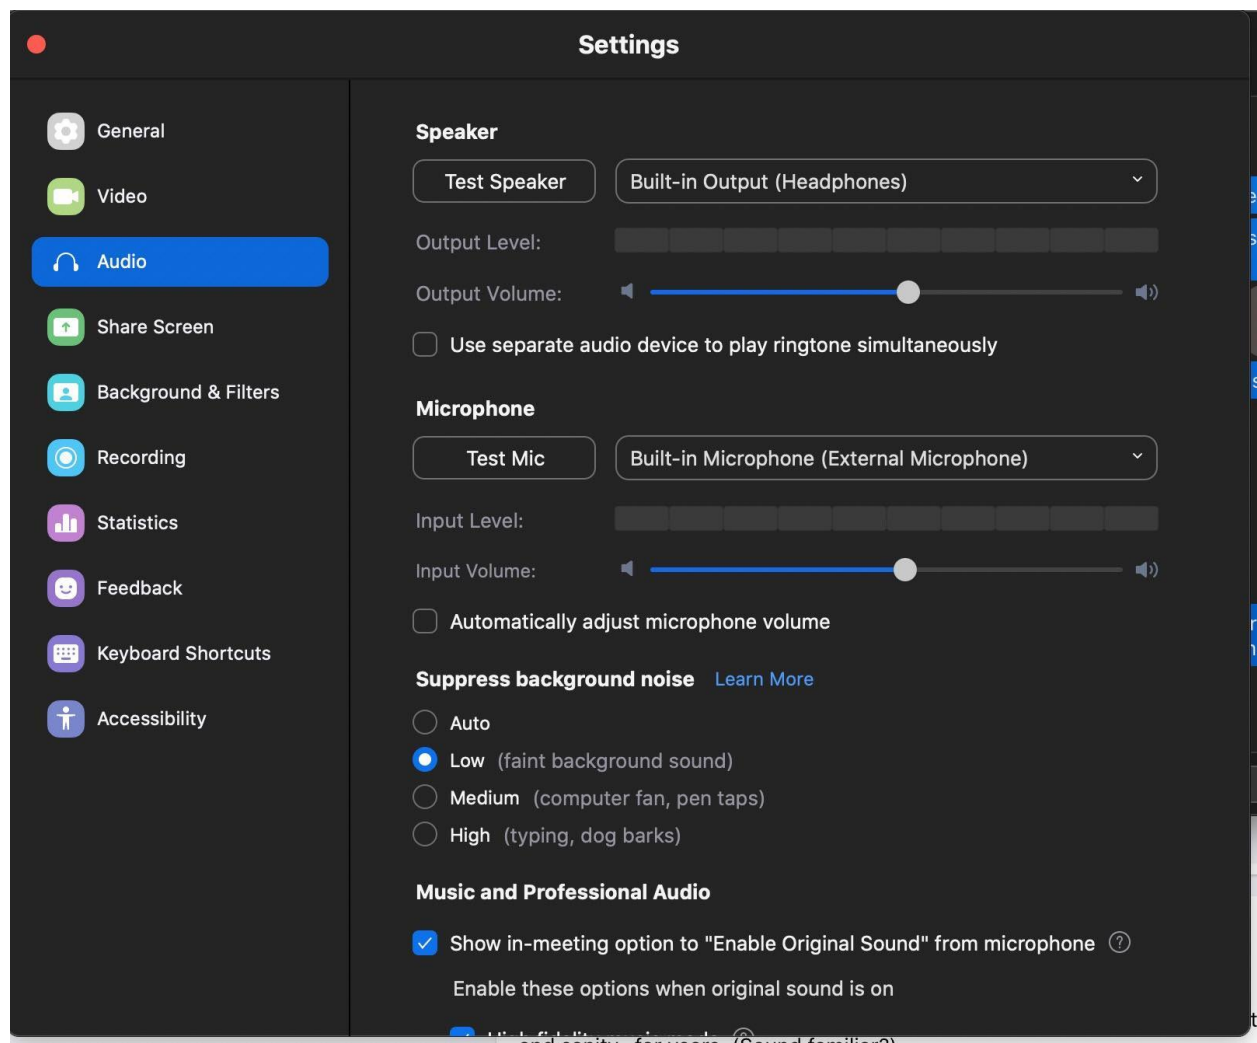 Settings
General
Video
Audio
Share Screen
Background & Filters
Recording
Statistics
Feedback
Keyboard Shortcuts
Accessibility
Speaker
Test Speaker
Built-in Output (Headphones)
Output Level:
Output Volume:
Use separate audio device to play ringtone simultaneously
Microphone
Test Mic
Built-in Microphone (External Microphone)
Input Level:
Input Volume:
Automatically adjust microphone volume
Suppress background noise Learn More
Auto
Low (faint background sound)
Medium (computer fan, pen taps)
High (typing, dog barks)
Music and Professional Audio
Show in-meeting option to "Enable Original Sound" from microphone ?
Enable these options when original sound is on